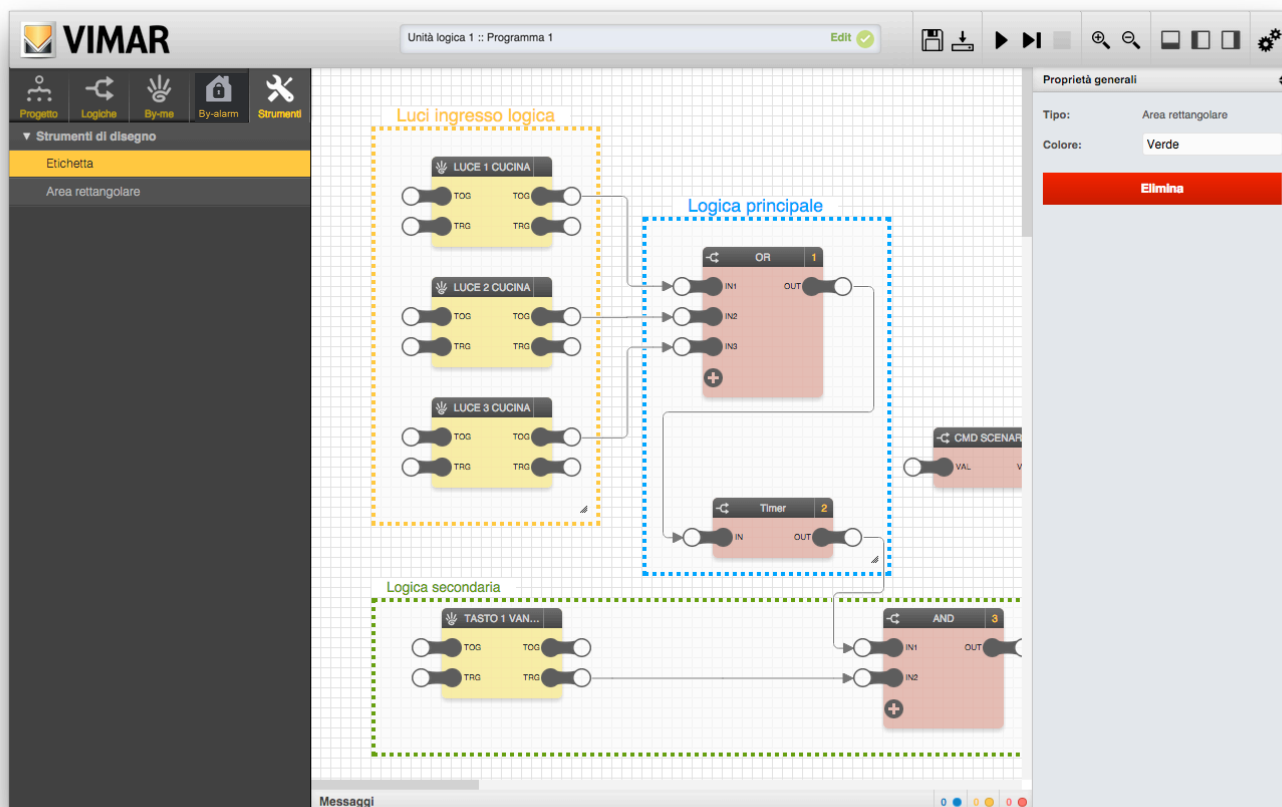 VIMAR
Unità logica 1 :: Programma 1
Edit
Progetto
Logiche
By-me
By-alarm
Strumenti
Strumenti di disegno
Etichetta
Area rettangolare
Luci ingresso logica
LUCE 1 CUCINA
TOG TOG
TRG TRG
LUCE 2 CUCINA
TOG TOG
TRG TRG
LUCE 3 CUCINA
TOG TOG
TRG TRG
Logica principale
OR 1
IN1 OUT
IN2
IN3
Timer 2
IN OUT
CMD SCENAR
VAL V
Logica secondaria
TASTO 1 VAN...
TOG TOG
TRG TRG
AND 3
IN1 OUT
IN2
Proprietà generali
Tipo: Area rettangolare
Colore: Verde
Elimina
Messaggi
0 0 0